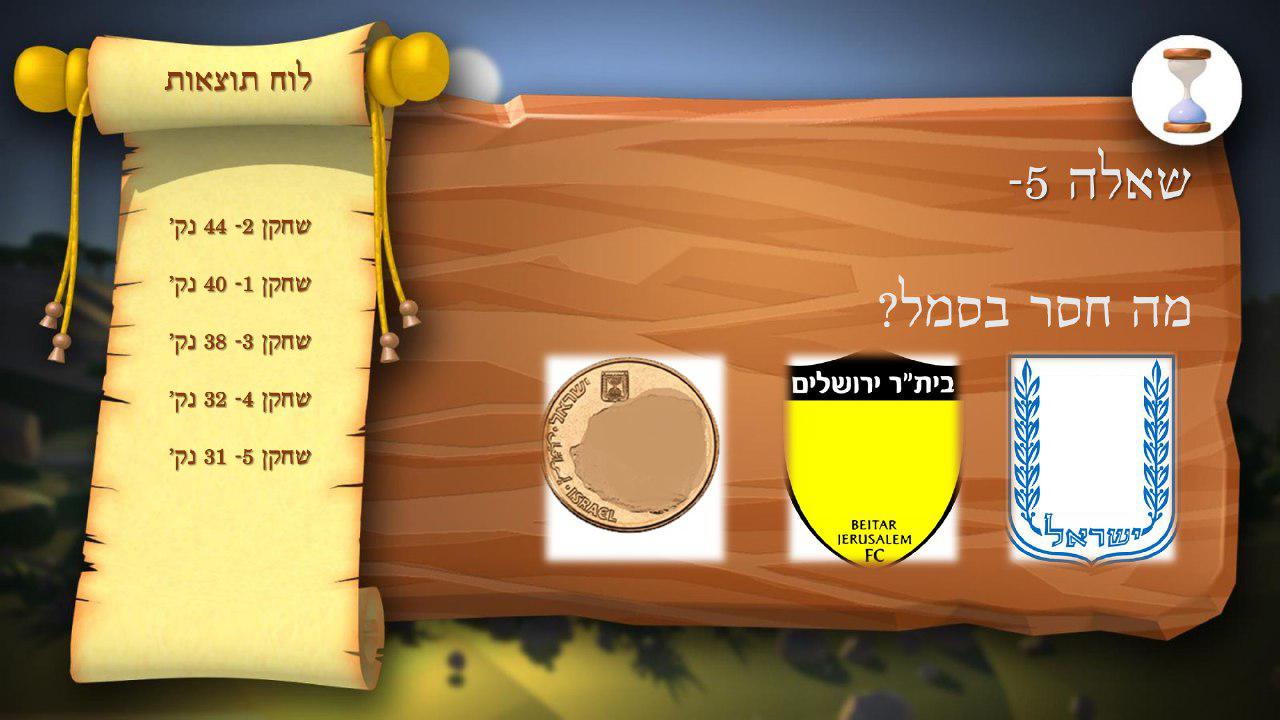 לוח תוצאות
שחקן 2- 44 נק'
שחקן 1- 40 נק'
שחקן 3- 38 נק'
שחקן 4- 32 נק'
שחקן 5- 31 נק'
שאלה 5-
מה חסר בסמל?
ישראל
בית"ר ירושלים
BEITAR
JERUSALEM
FC
ישראל
ISRAEL